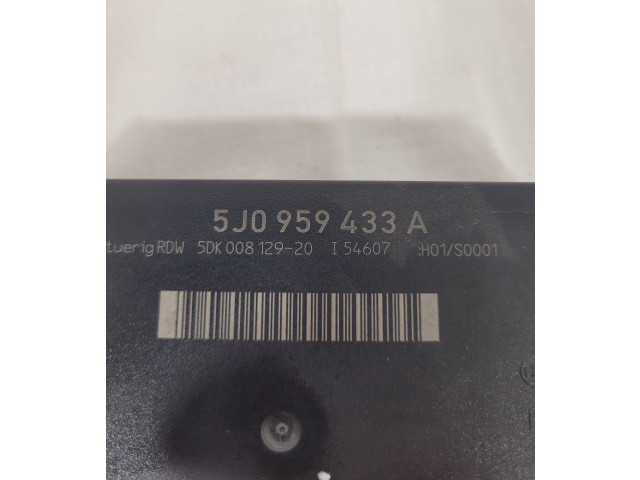 5J0 959 433 A
tuerig RDW 5DK 008 129-20 I 54607 :H01/S0001